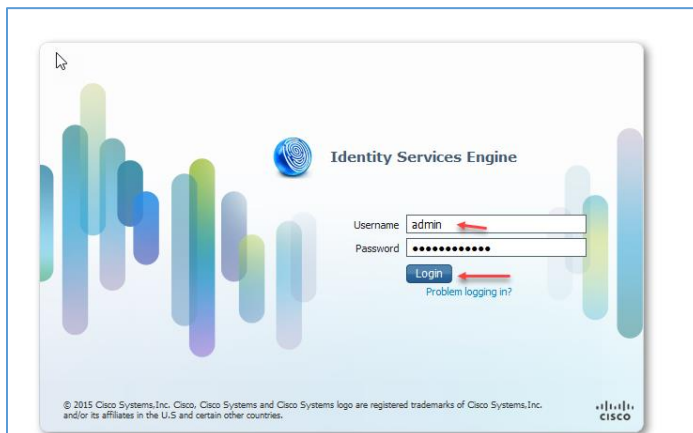 Identity Services Engine
Username admin
Password ••••••••••••
Login
Problem logging in?
© 2015 Cisco Systems,Inc. Cisco, Cisco Systems and Cisco Systems logo are registered trademarks of Cisco Systems,Inc.
and/or its affiliates in the U.S and certain other countries.
CISCO